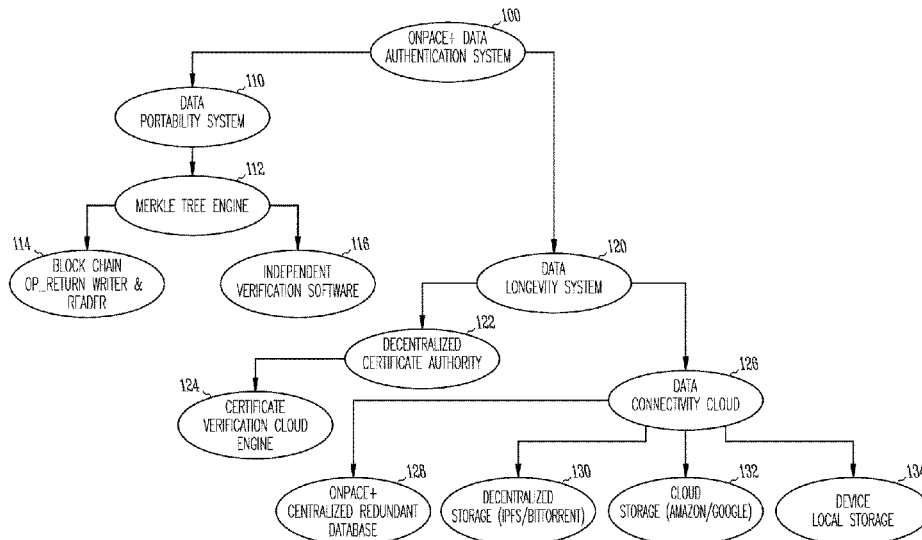 100
ONPACE+ DATA
AUTHENTICATION SYSTEM
110
DATA
PORTABILITY SYSTEM
112
MERKLE TREE ENGINE
114
BLOCK CHAIN
OP_RETURN WRITER &
READER
116
INDEPENDENT
VERIFICATION SOFTWARE
120
DATA
LONGEVITY SYSTEM
122
DECENTRALIZED
CERTIFICATE AUTHORITY
124
CERTIFICATE
VERIFICATION CLOUD
ENGINE
126
DATA
CONNECTIVITY CLOUD
128
ONPACE+
CENTRALIZED REDUNDANT
DATABASE
130
DECENTRALIZED
STORAGE (IPFS/BITTORRENT)
132
CLOUD
STORAGE (AMAZON/GOOGLE)
134
DEVICE
LOCAL STORAGE